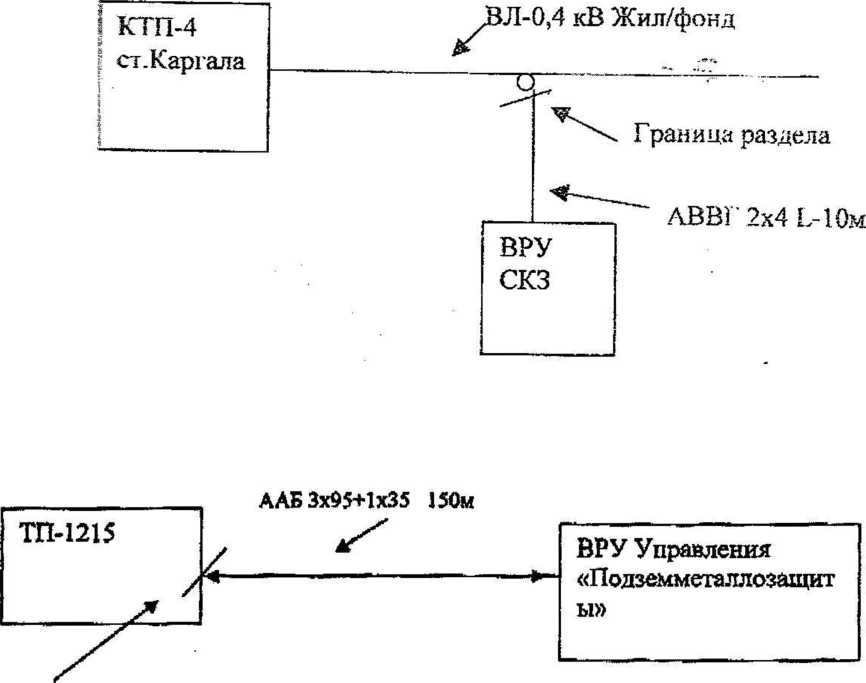 КТП-4
ст.Каргала
ВЛ-0,4 кВ Жил/фонд
Граница раздела
АВВГ 2х4 L-10м
ВРУ
СКЗ
ААБ 3х95+1х35 150м
ТП-1215
ВРУ Управления
«Подземметаллозащит
ы»